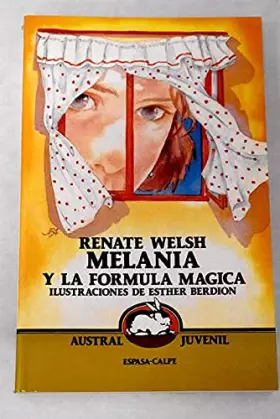 RENATE WELSH
MELANIA
Y LA FORMULA MAGICA
ILUSTRACIONES DE ESTHER BERDION
AUSTRAL JUVENIL
ESPASA-CALPE